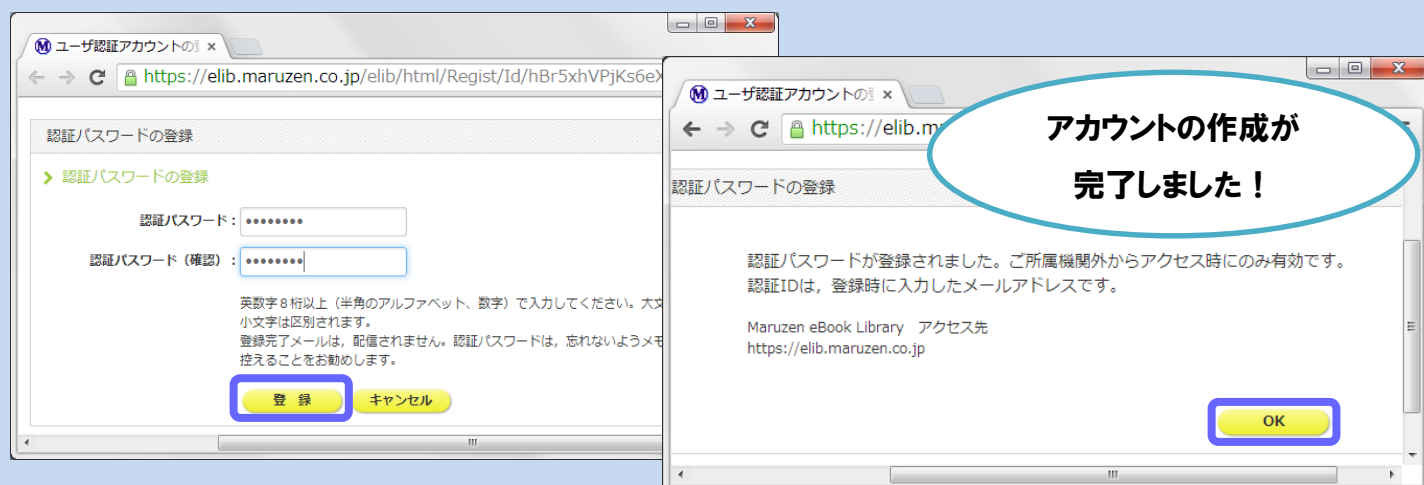 ユーザ認証アカウントの
https://elib.maruzen.co.jp/elib/html/Regist/Id/hBr5xhVPjKs6eX
認証パスワードの登録
認証パスワードの登録
認証パスワード：
認証パスワード（確認）：
英数字８桁以上（半角のアルファベット、数字）で入力してください。大文
小文字は区別されます。
登録完了メールは，配信されません。認証パスワードは，忘れないようメモ
控えることをお勧めします。
登 録
キャンセル
ユーザ認証アカウントの
https://elib.m
アカウントの作成が
完了しました！
認証パスワードの登録
認証パスワードが登録されました。ご所属機関外からアクセス時にのみ有効です。
認証IDは，登録時に入力したメールアドレスです。
Maruzen eBook Library　アクセス先
https://elib.maruzen.co.jp
OK